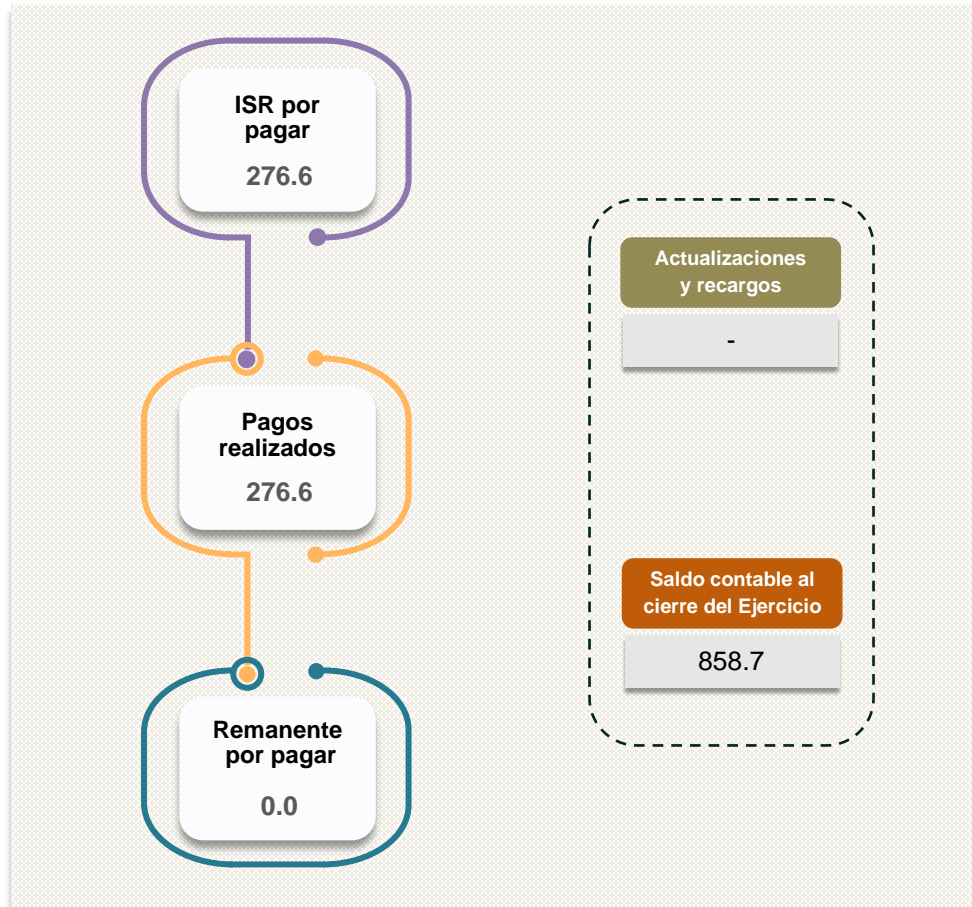 ISR por
pagar
276.6
Pagos
realizados
276.6
Remanente
por pagar
0.0
Actualizaciones
y recargos
-
Saldo contable al
cierre del Ejercicio
858.7